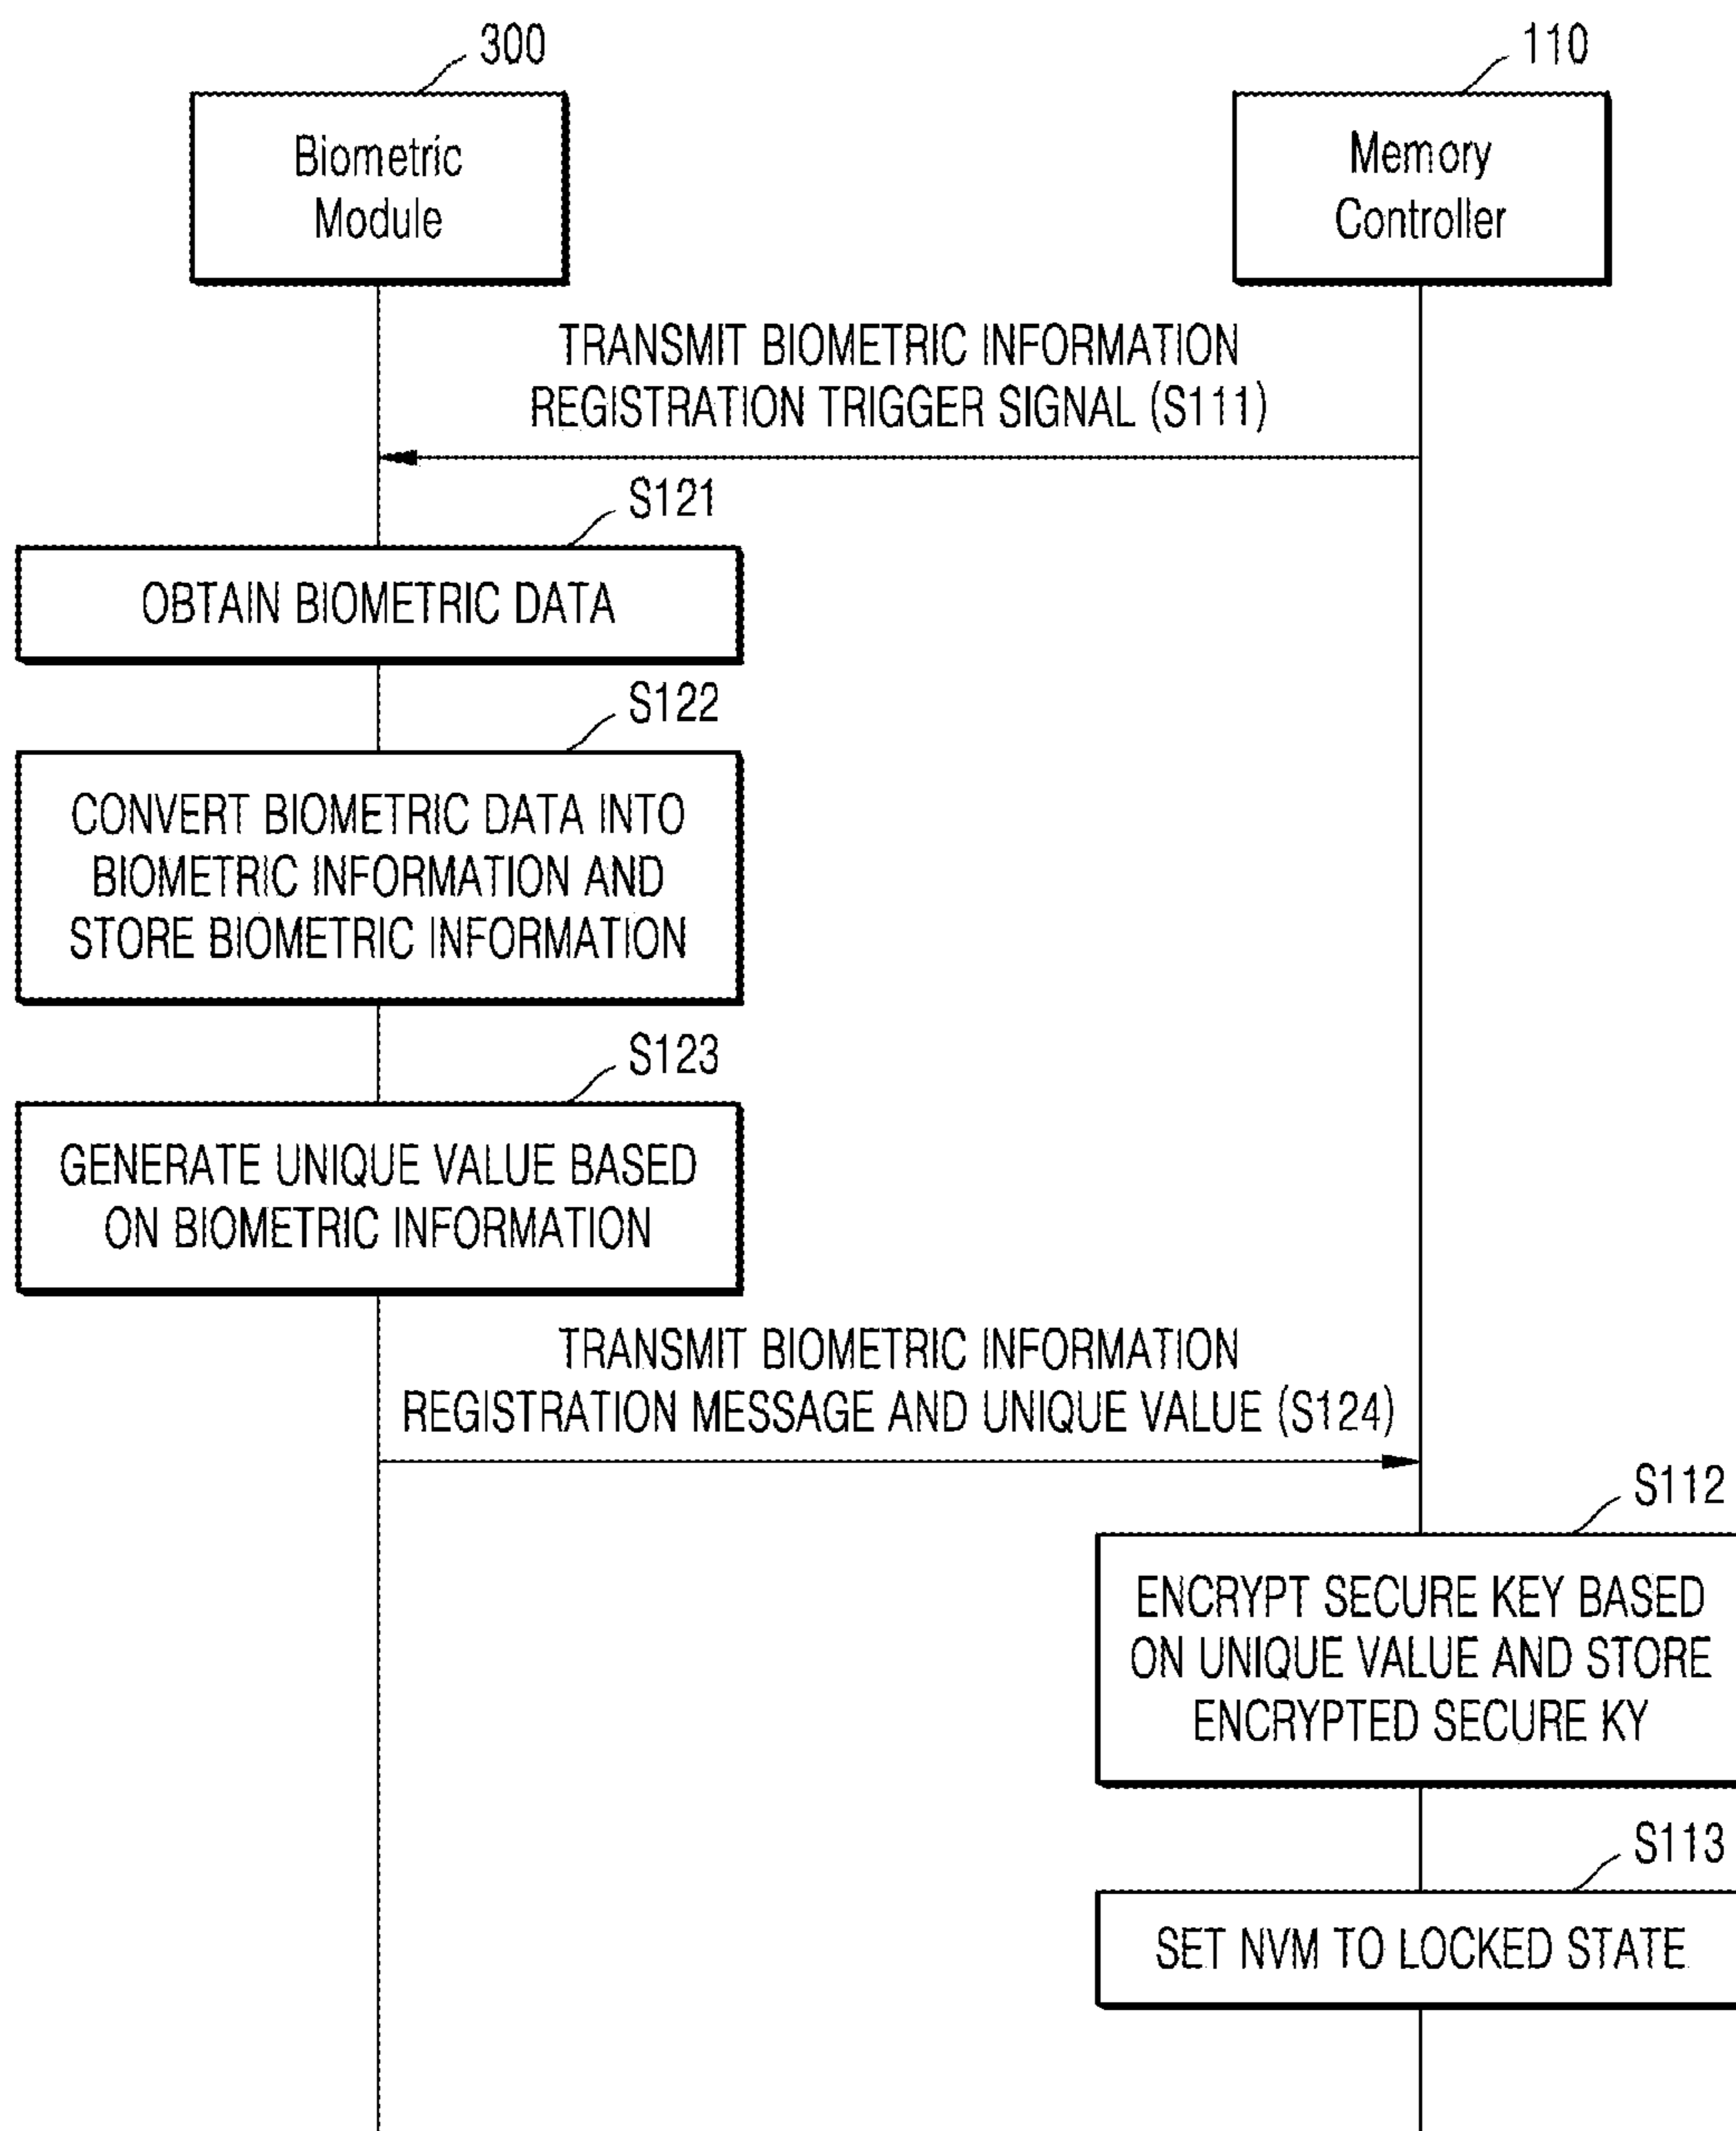 300
110
Biometric
Module
Memory
Controller
TRANSMIT BIOMETRIC INFORMATION
REGISTRATION TRIGGER SIGNAL (S111)
S121
OBTAIN BIOMETRIC DATA
S122
CONVERT BIOMETRIC DATA INTO
BIOMETRIC INFORMATION AND
STORE BIOMETRIC INFORMATION
S123
GENERATE UNIQUE VALUE BASED
ON BIOMETRIC INFORMATION
TRANSMIT BIOMETRIC INFORMATION
REGISTRATION MESSAGE AND UNIQUE VALUE (S124)
S112
ENCRYPT SECURE KEY BASED
ON UNIQUE VALUE AND STORE
ENCRYPTED SECURE KY
S113
SET NVM TO LOCKED STATE